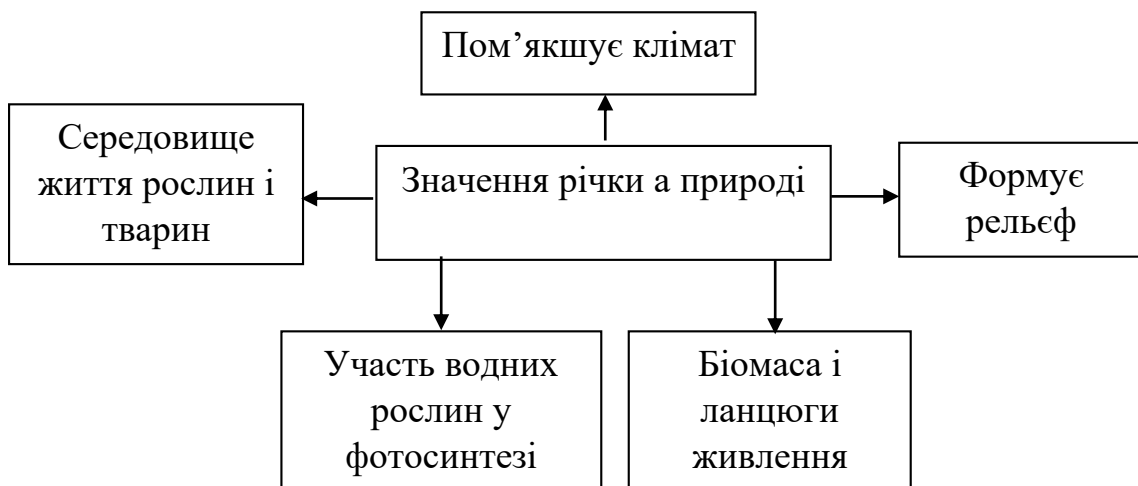 Пом’якшує клімат
Середовище
життя рослин і
тварин
Значення річки а природі
Формує
рельєф
Участь водних
рослин у
фотосинтезі
Біомаса і
ланцюги
живлення